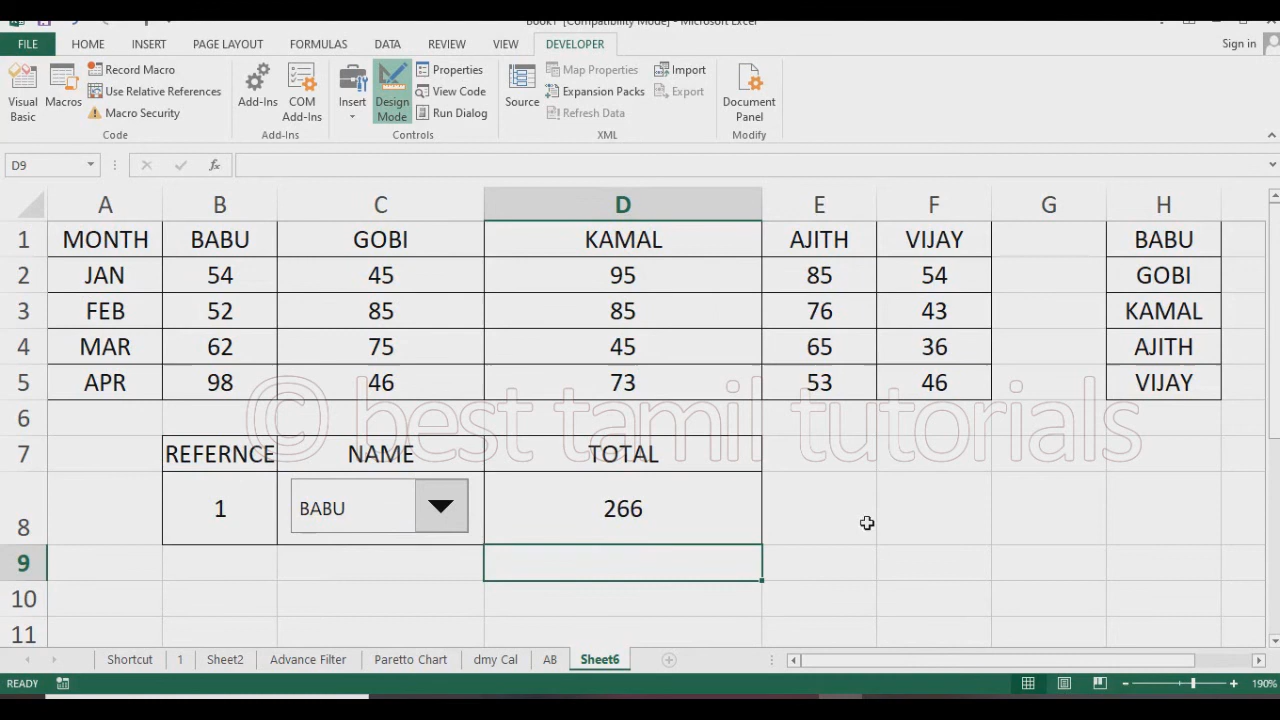 Book1 [Compatibility Mode] - Microsoft Excel
FILE HOME INSERT PAGE LAYOUT FORMULAS DATA REVIEW VIEW DEVELOPER Sign in
Visual Basic
Macros
Record Macro
Use Relative References
Macro Security
Code
Add-Ins
COM Add-Ins
Add-Ins
Insert
Design Mode
Properties
View Code
Run Dialog
Controls
Source
Map Properties
Expansion Packs
Refresh Data
Import
Export
XML
Document Panel
Modify
D9 fx
A B C D E F G H
1 MONTH BABU GOBI KAMAL AJITH VIJAY BABU
2 JAN 54 45 95 85 54 GOBI
3 FEB 52 85 85 76 43 KAMAL
4 MAR 62 75 45 65 36 AJITH
5 APR 98 46 73 53 46 VIJAY
© best tamil tutorials
6
7 REFERNCE NAME TOTAL
8 1 BABU 266
9
10
11
Shortcut 1 Sheet2 Advance Filter Paretto Chart dmy Cal AB Sheet6
READY 190%